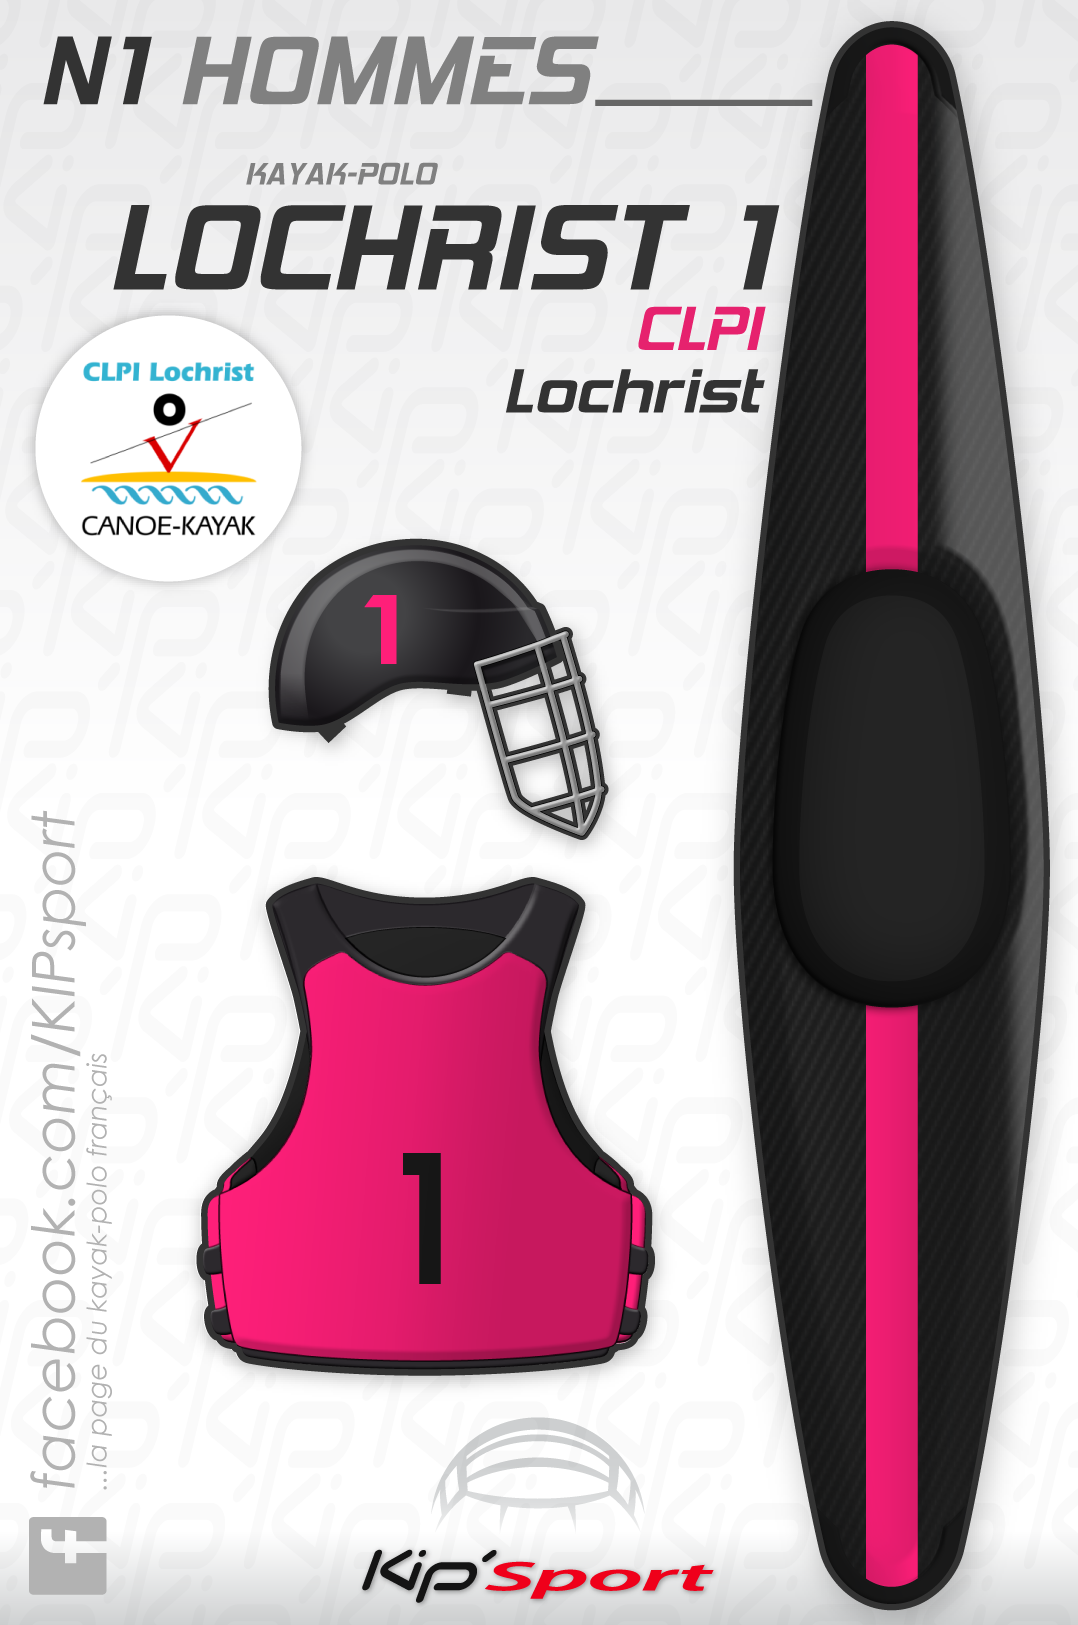 N1 HOMMES
KAYAK-POLO
LOCHRIST 1
CLPI
Lochrist
CLPI Lochrist
CANOE-KAYAK
1
1
facebook.com/KIPsport
...la page du kayak-polo français
f
Kip'Sport